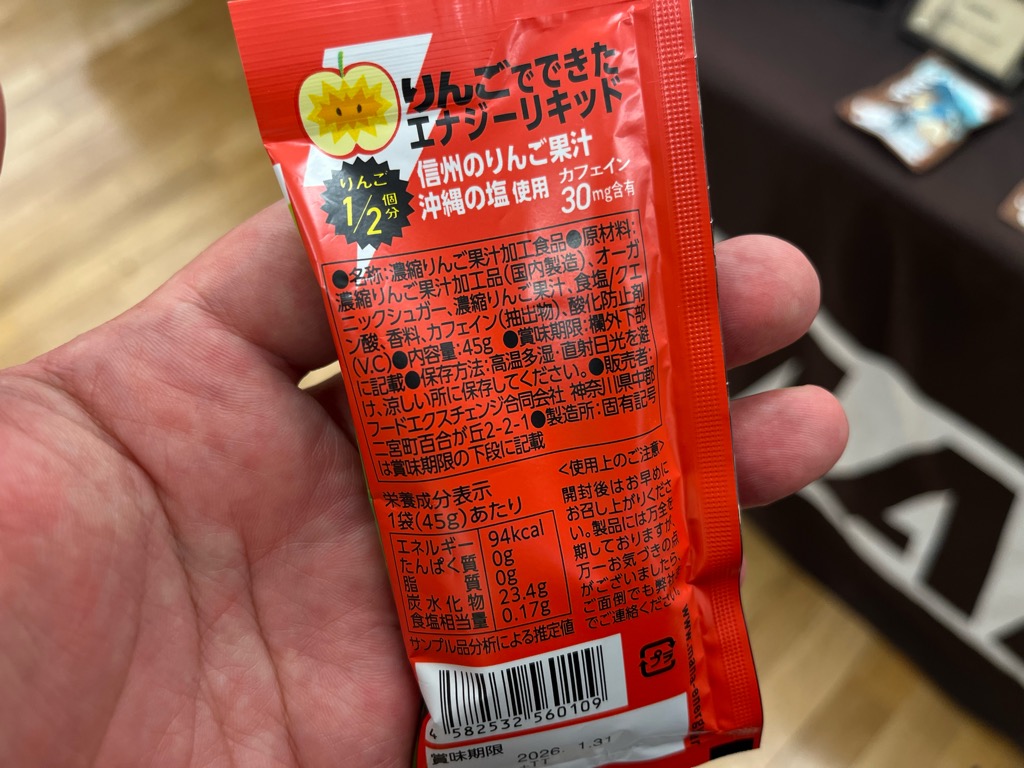 りんごでできた
エナジーリキッド
信州のりんご果汁
沖縄の塩 使用
カフェイン
30mg含有
りんご
1/2個分
●名称:濃縮りんご果汁加工食品●原材料:
濃縮りんご果汁加工品(国内製造)、オーガ
ニックシュガー、濃縮りんご果汁、食塩/クエ
ン酸、香料、カフェイン(抽出物)、酸化防止剤
(V.C)●内容量:45g ●賞味期限:欄外下部
に記載●保存方法:高温多湿・直射日光を避
け、涼しい所に保存してください。●販売者:
フードエクスチェンジ合同会社 神奈川県中郡
二宮町百合が丘2-2-1●製造所:固有記号
は賞味期限の下段に記載
栄養成分表示
1袋(45g)あたり
エネルギー 94kcal
たんぱく質 0g
脂質 0g
炭水化物 23.4g
食塩相当量 0.17g
サンプル品分析による推定値
<使用上のご注意>
開封後はお早めに
お召し上がりくださ
い。製品には万全を
期しておりますが、
万一お気づきの点
がございましたら、
ご面倒でも弊社ま
でご連絡ください
プラ
4 582532 560109
賞味期限 2026. 1.31